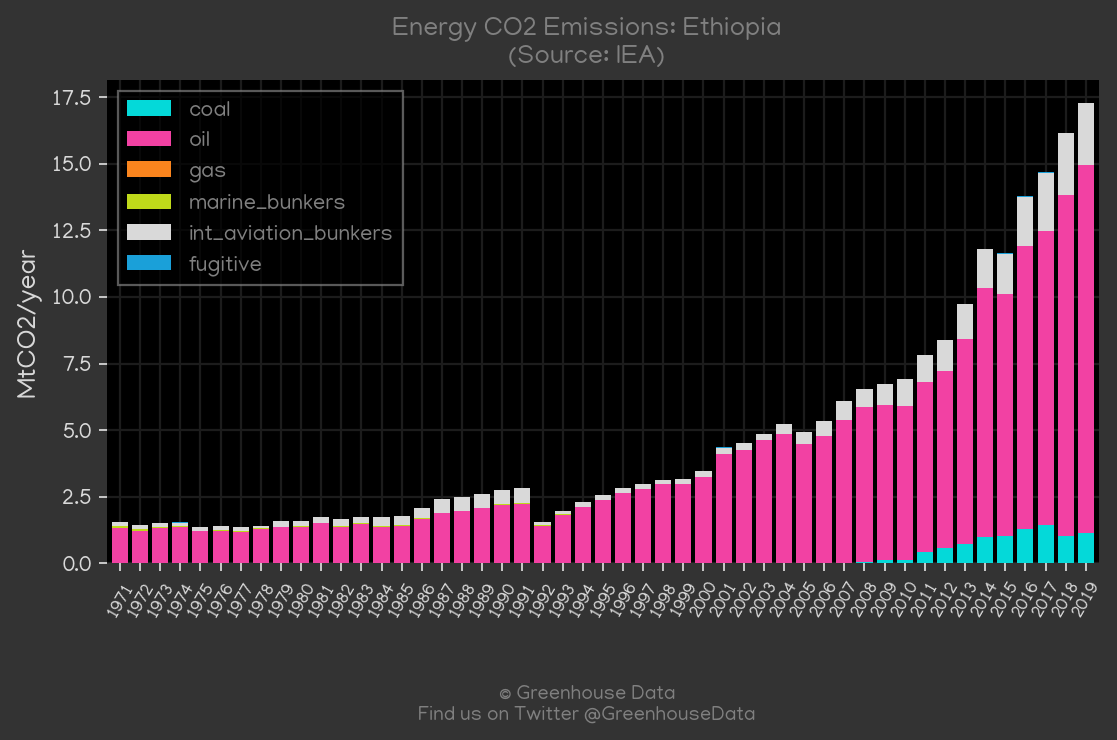 Energy CO2 Emissions: Ethiopia
(Source: IEA)
MtCO2/year
17.5
15.0
12.5
10.0
7.5
5.0
2.5
0.0
coal
oil
gas
marine_bunkers
int_aviation_bunkers
fugitive
1971 1972 1973 1974 1975 1976 1977 1978 1979 1980 1981 1982 1983 1984 1985 1986 1987 1988 1989 1990 1991 1992 1993 1994 1995 1996 1997 1998 1999 2000 2001 2002 2003 2004 2005 2006 2007 2008 2009 2010 2011 2012 2013 2014 2015 2016 2017 2018 2019
© Greenhouse Data
Find us on Twitter @GreenhouseData